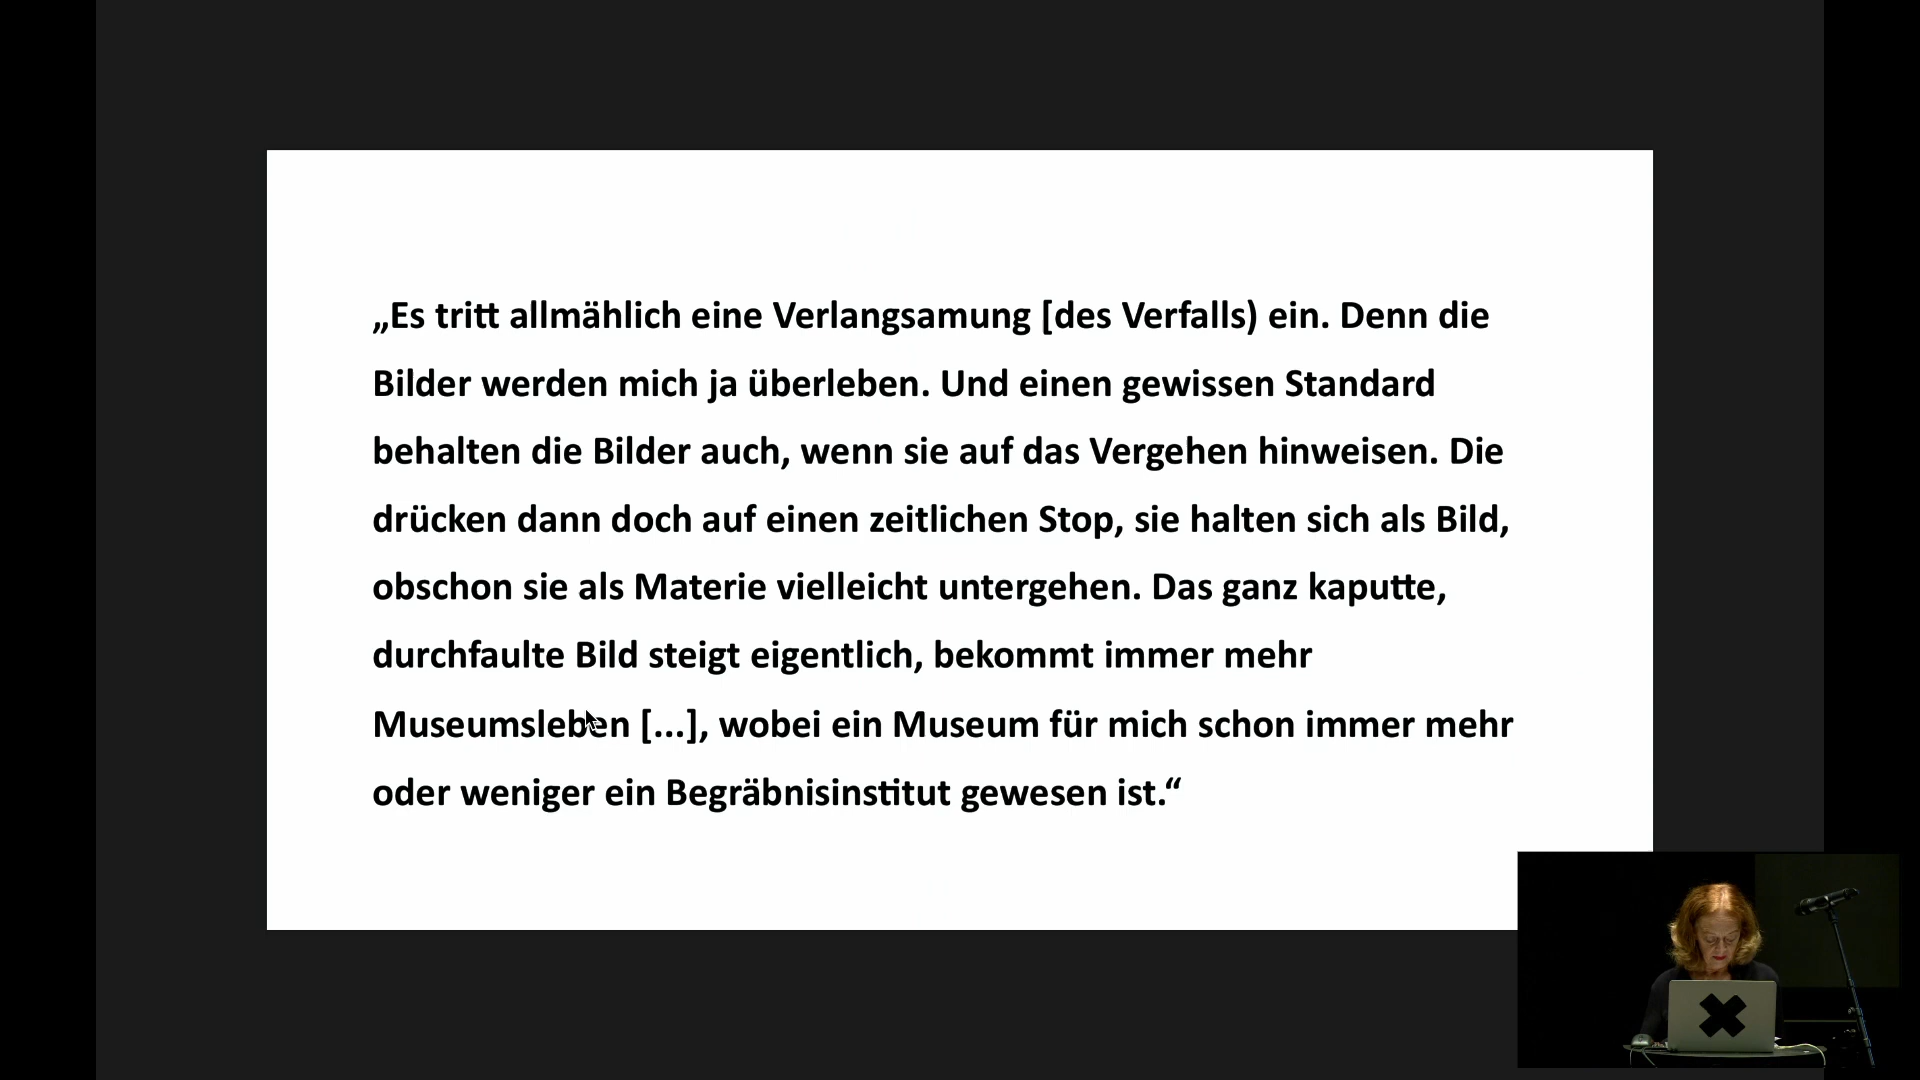 „Es tritt allmählich eine Verlangsamung [des Verfalls) ein. Denn die
Bilder werden mich ja überleben. Und einen gewissen Standard
behalten die Bilder auch, wenn sie auf das Vergehen hinweisen. Die
drücken dann doch auf einen zeitlichen Stop, sie halten sich als Bild,
obschon sie als Materie vielleicht untergehen. Das ganz kaputte,
durchfaulte Bild steigt eigentlich, bekommt immer mehr
Museumsleben [...], wobei ein Museum für mich schon immer mehr
oder weniger ein Begräbnisinstitut gewesen ist.“